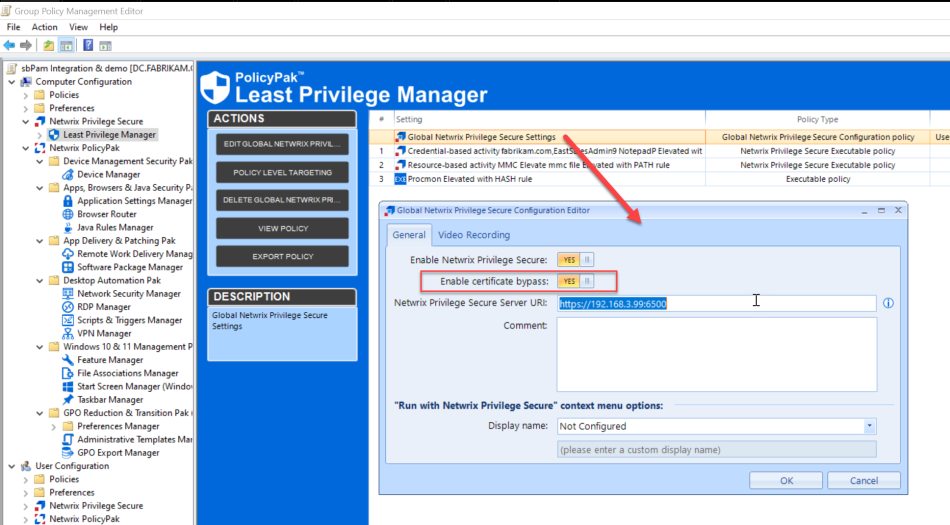 Group Policy Management Editor
File Action View Help
sbPam Integration & demo [DC.FABRIKAM.C
Computer Configuration
Policies
Preferences
Netwrix Privilege Secure
Least Privilege Manager
Netwrix PolicyPak
Device Management Security Pak
Device Manager
Apps, Browsers & Java Security Pa
Application Settings Manager
Browser Router
Java Rules Manager
App Delivery & Patching Pak
Remote Work Delivery Manag
Software Package Manager
Desktop Automation Pak
Network Security Manager
RDP Manager
Scripts & Triggers Manager
VPN Manager
Windows 10 & 11 Management P
Feature Manager
File Associations Manager
Start Screen Manager (Window
Taskbar Manager
GPO Reduction & Transition Pak (
Preferences Manager
Administrative Templates Man
GPO Export Manager
User Configuration
Policies
Preferences
Netwrix Privilege Secure
Netwrix PolicyPak
PolicyPak™
Least Privilege Manager
ACTIONS
EDIT GLOBAL NETWRIX PRIVIL...
POLICY LEVEL TARGETING
DELETE GLOBAL NETWRIX PRI...
VIEW POLICY
EXPORT POLICY
DESCRIPTION
Global Netwrix Privilege Secure
Settings
# Setting Policy Type
Global Netwrix Privilege Secure Settings Global Netwrix Privilege Secure Configuration policy Use
1 Credential-based activity fabrikam.com,EastSalesAdmin9 NotepadP Elevated wit Netwrix Privilege Secure Executable policy
2 Resource-based activity MMC Elevate mmc file Elevated with PATH rule Netwrix Privilege Secure Executable policy
3 EXE Procmon Elevated with HASH rule Executable policy
Global Netwrix Privilege Secure Configuration Editor
General Video Recording
Enable Netwrix Privilege Secure: YES
Enable certificate bypass: YES
Netwrix Privilege Secure Server URI: https://192.168.3.99:6500
Comment:
"Run with Netwrix Privilege Secure" context menu options:
Display name: Not Configured
(please enter a custom display name)
OK Cancel